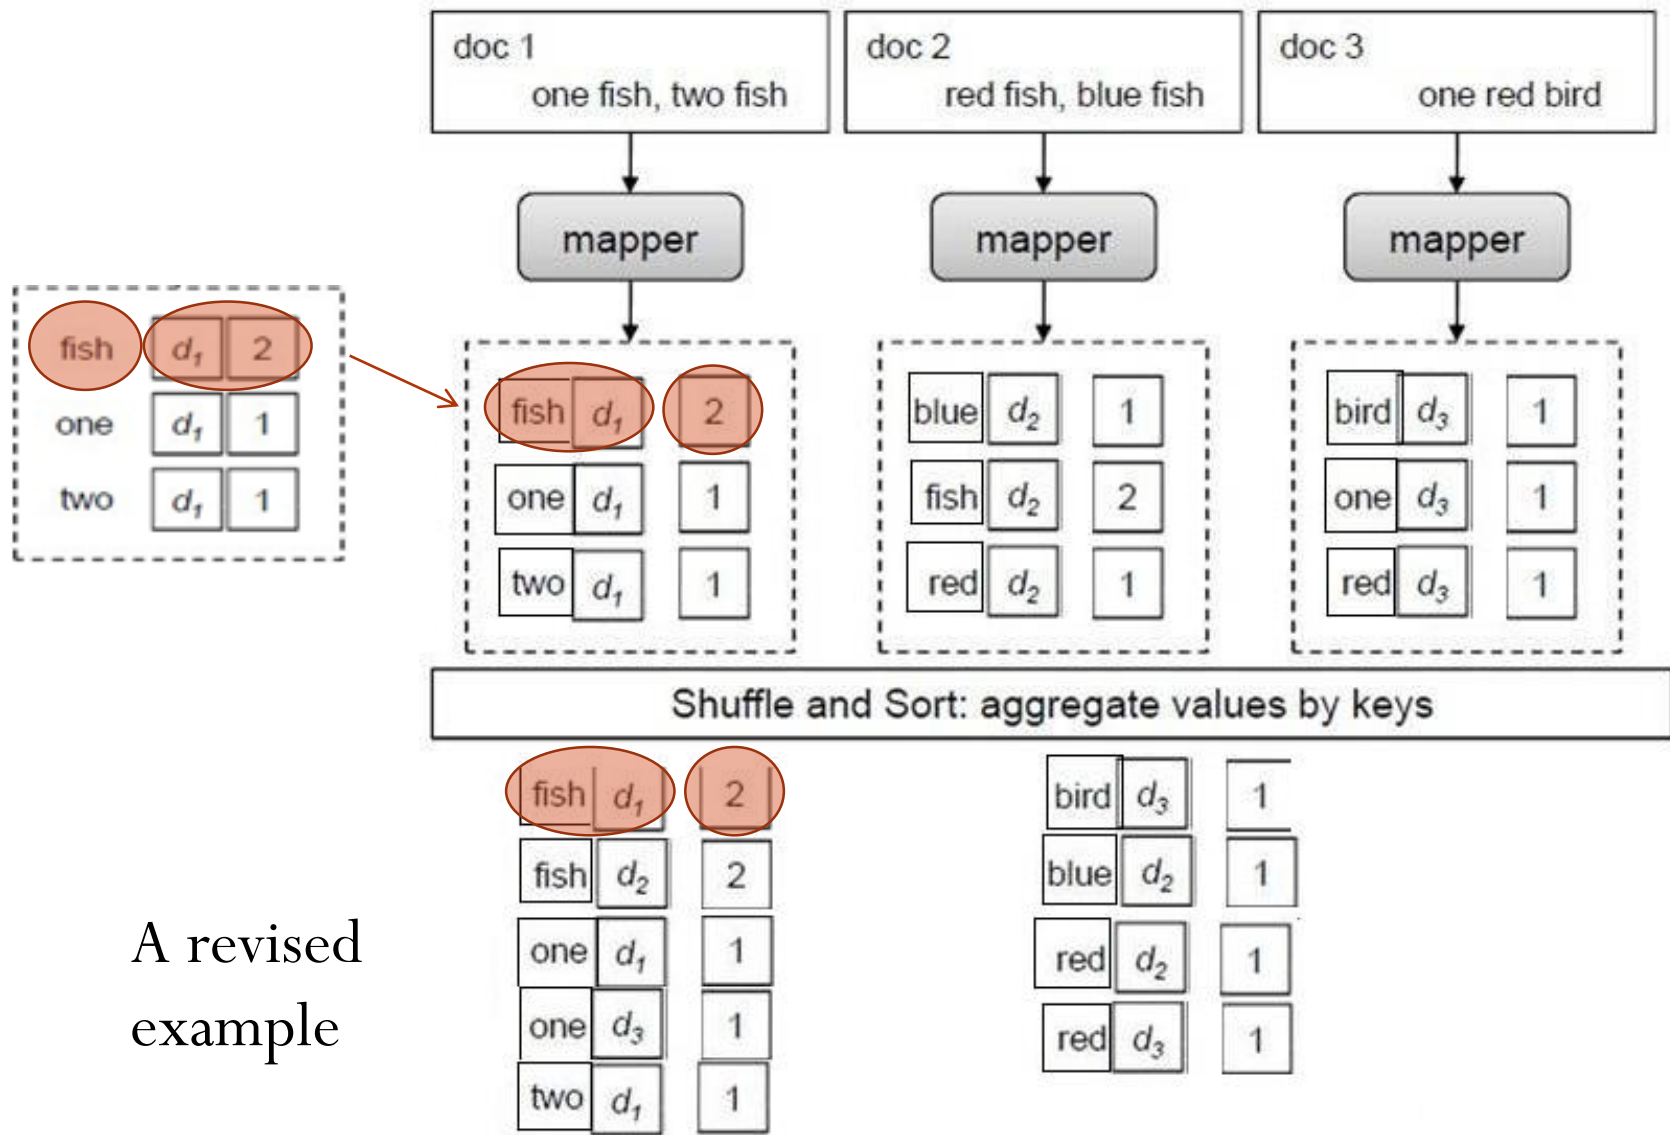 doc 1
one fish, two fish
doc 2
red fish, blue fish
doc 3
one red bird
mapper
mapper
mapper
fish d1 2
one d1 1
two d1 1
fish d1 2
one d1 1
two d1 1
blue d2 1
fish d2 2
red d2 1
bird d3 1
one d3 1
red d3 1
Shuffle and Sort: aggregate values by keys
fish d1 2
fish d2 2
one d1 1
one d3 1
two d1 1
bird d3 1
blue d2 1
red d2 1
red d3 1
A revised
example